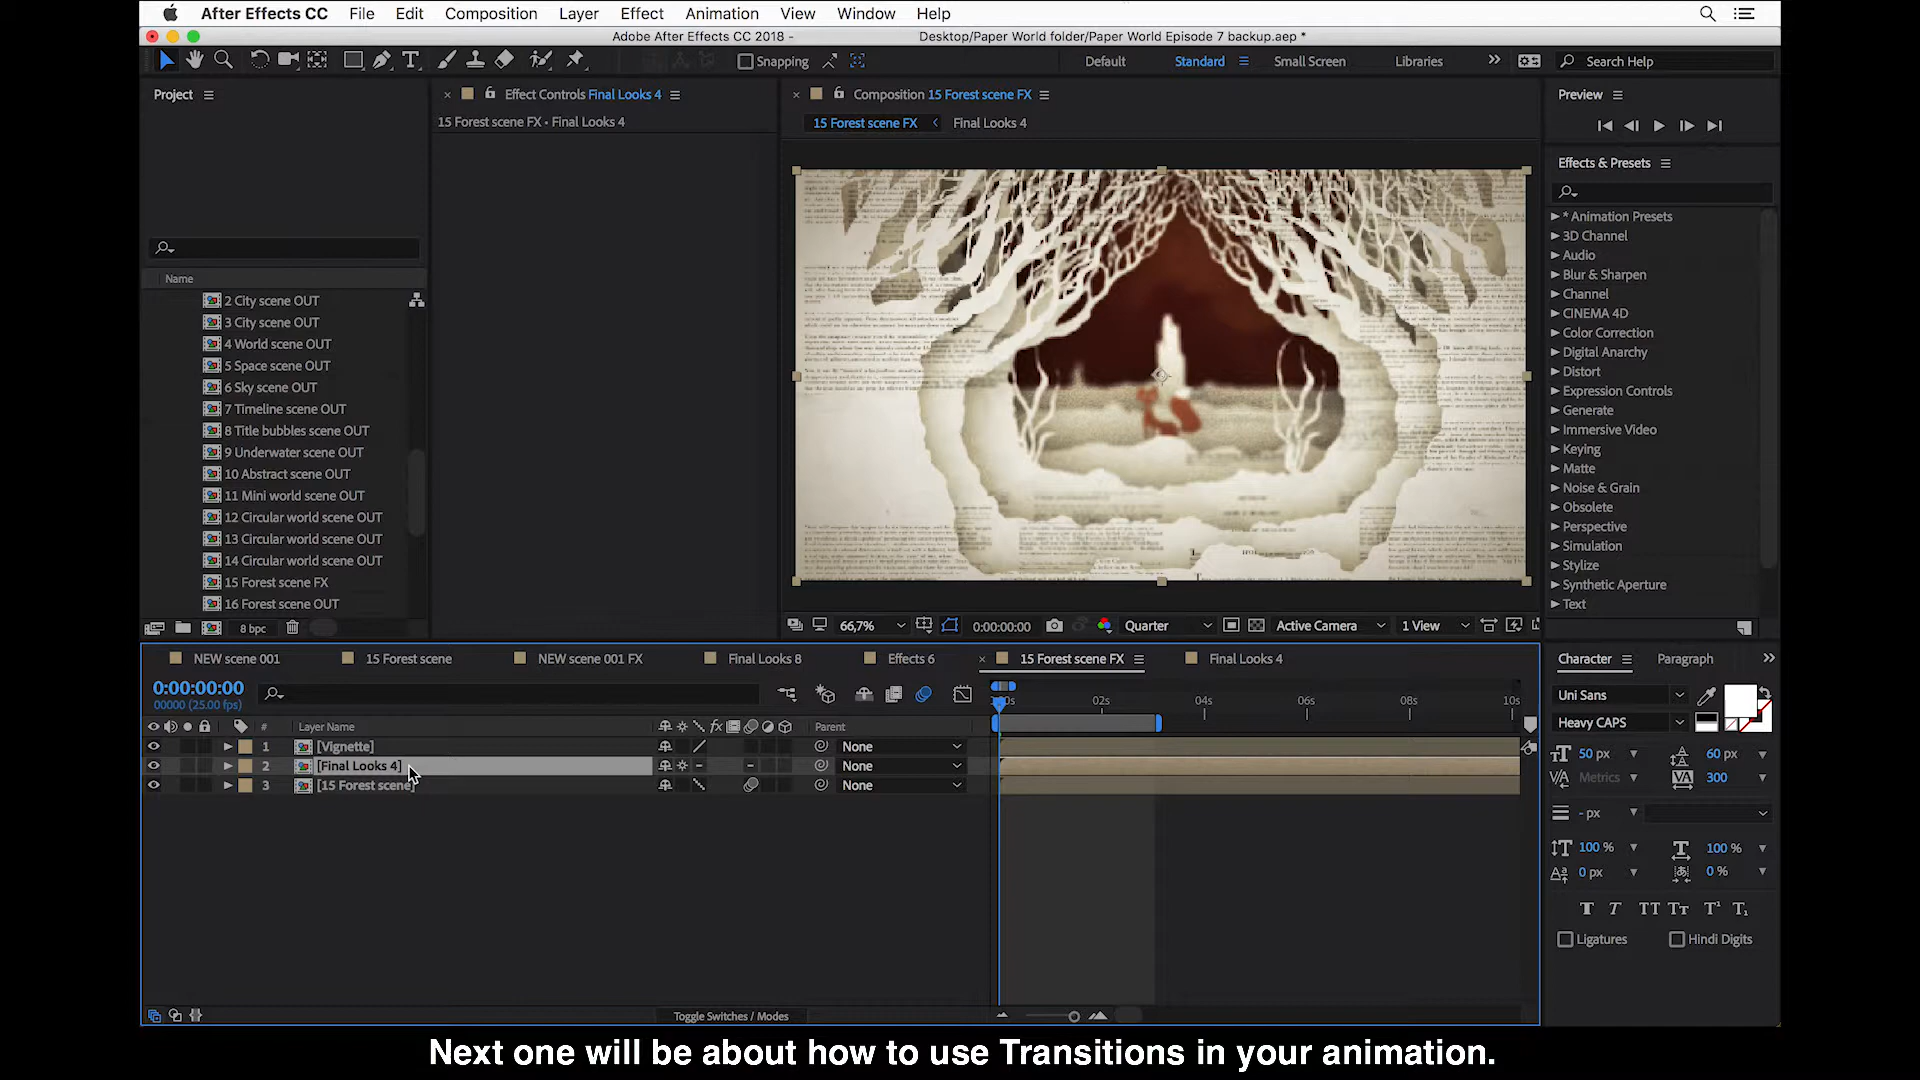 After Effects CC File Edit Composition Layer Effect Animation View Window Help
Adobe After Effects CC 2018 - Desktop/Paper World folder/Paper World Episode 7 backup.aep *
Snapping Default Standard Small Screen Libraries Search Help
Project
Effect Controls Final Looks 4
15 Forest scene FX • Final Looks 4
Name
2 City scene OUT
3 City scene OUT
4 World scene OUT
5 Space scene OUT
6 Sky scene OUT
7 Timeline scene OUT
8 Title bubbles scene OUT
9 Underwater scene OUT
10 Abstract scene OUT
11 Mini world scene OUT
12 Circular world scene OUT
13 Circular world scene OUT
14 Circular world scene OUT
15 Forest scene FX
16 Forest scene OUT
8 bpc
Composition 15 Forest scene FX
15 Forest scene FX Final Looks 4
66,7% 0:00:00:00 Quarter Active Camera 1 View
Preview
Effects & Presets
* Animation Presets
3D Channel
Audio
Blur & Sharpen
Channel
CINEMA 4D
Color Correction
Digital Anarchy
Distort
Expression Controls
Generate
Immersive Video
Keying
Matte
Noise & Grain
Obsolete
Perspective
Simulation
Stylize
Synthetic Aperture
Text
NEW scene 001 15 Forest scene NEW scene 001 FX Final Looks 8 Effects 6 15 Forest scene FX Final Looks 4
0:00:00:00
00000 (25.00 fps)
02s 04s 06s 08s 10s
# Layer Name fx Parent
1 [Vignette] None
2 [Final Looks 4] None
3 [15 Forest scene] None
Toggle Switches / Modes
Character Paragraph
Uni Sans
Heavy CAPS
50 px 60 px
Metrics 300
- px
100 % 100 %
0 px 0 %
T T TT Tt T¹ T₁
Ligatures Hindi Digits
Next one will be about how to use Transitions in your animation.